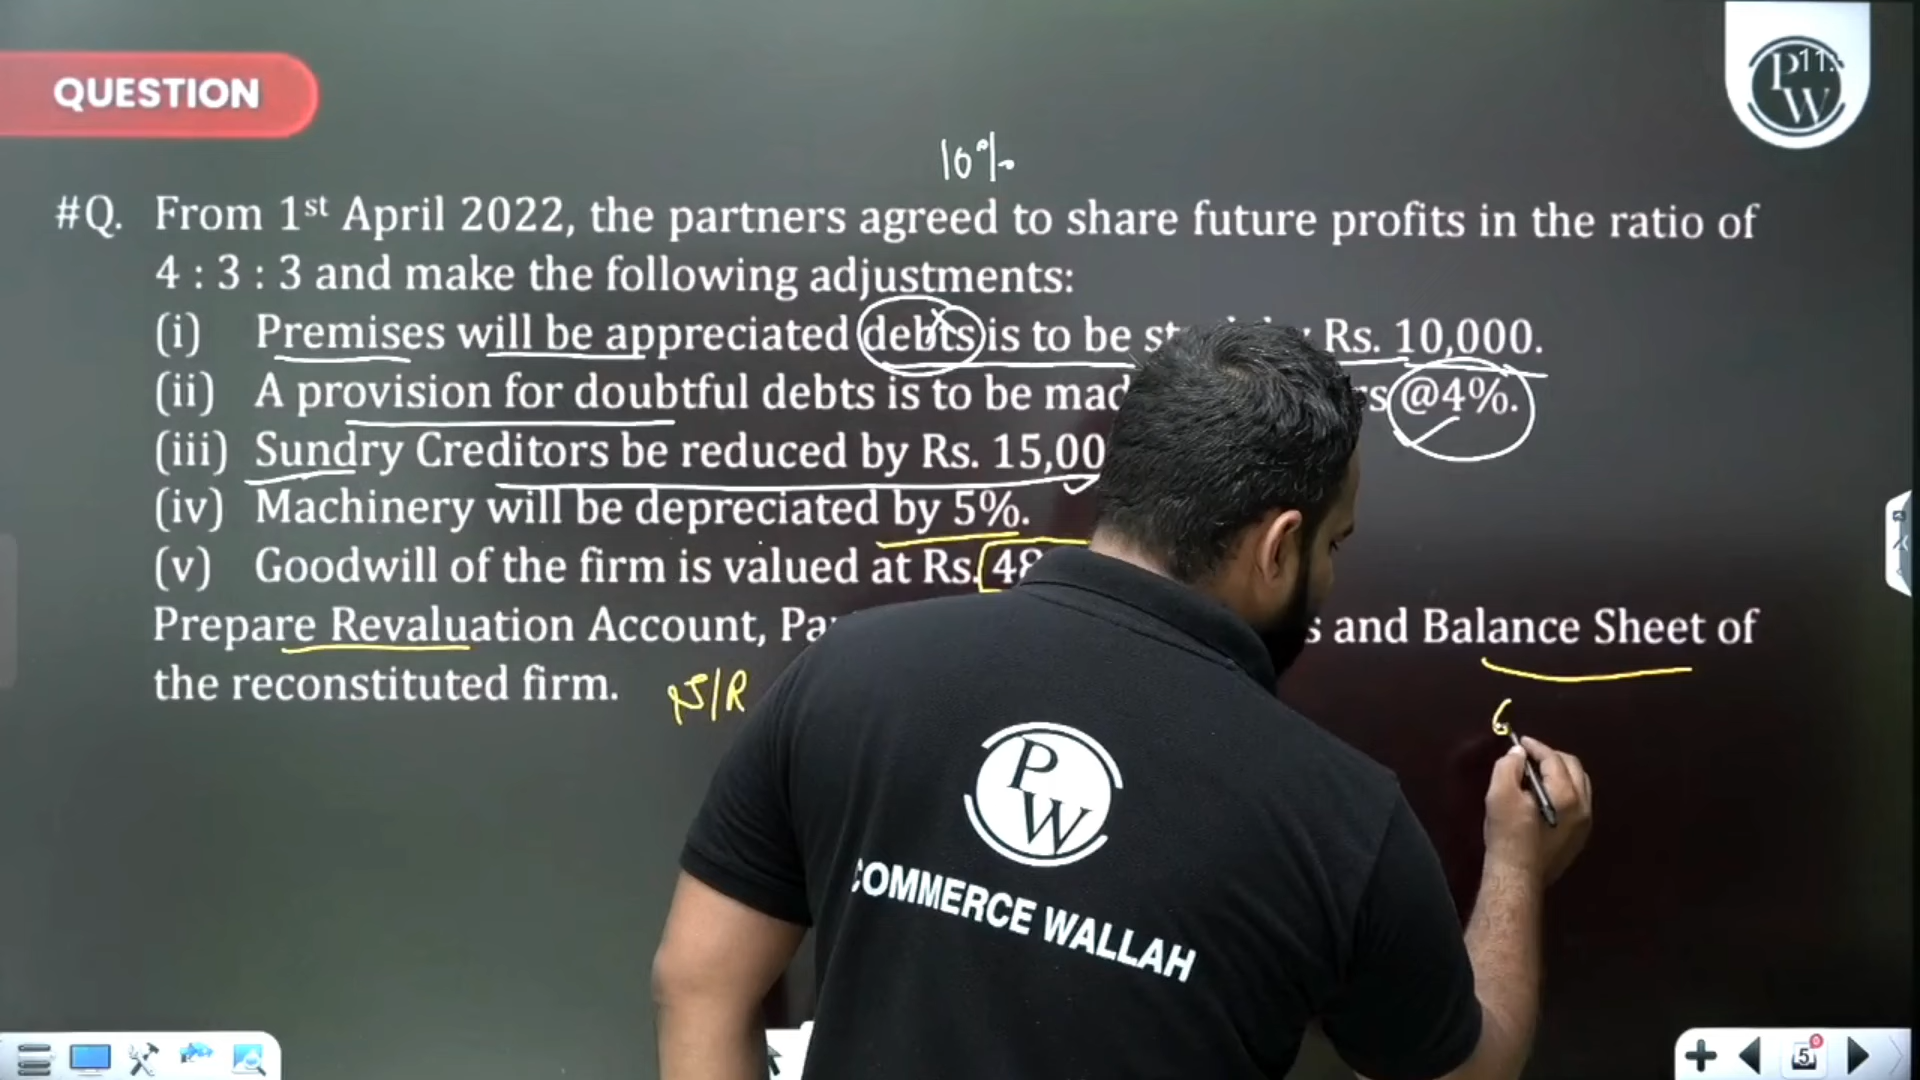 QUESTION
P 11:
W
10%
#Q. From 1st April 2022, the partners agreed to share future profits in the ratio of
4 : 3 : 3 and make the following adjustments:
(i) Premises will be appreciated debts is to be Rs. 10,000.
(ii) A provision for doubtful debts is to be @4%.
(iii) Sundry Creditors be reduced by Rs. 15,00
(iv) Machinery will be depreciated by 5%.
(v) Goodwill of the firm is valued at Rs. 48
Prepare Revaluation Account, and Balance Sheet of
the reconstituted firm. N/R
6
P
W
COMMERCE WALLAH
5